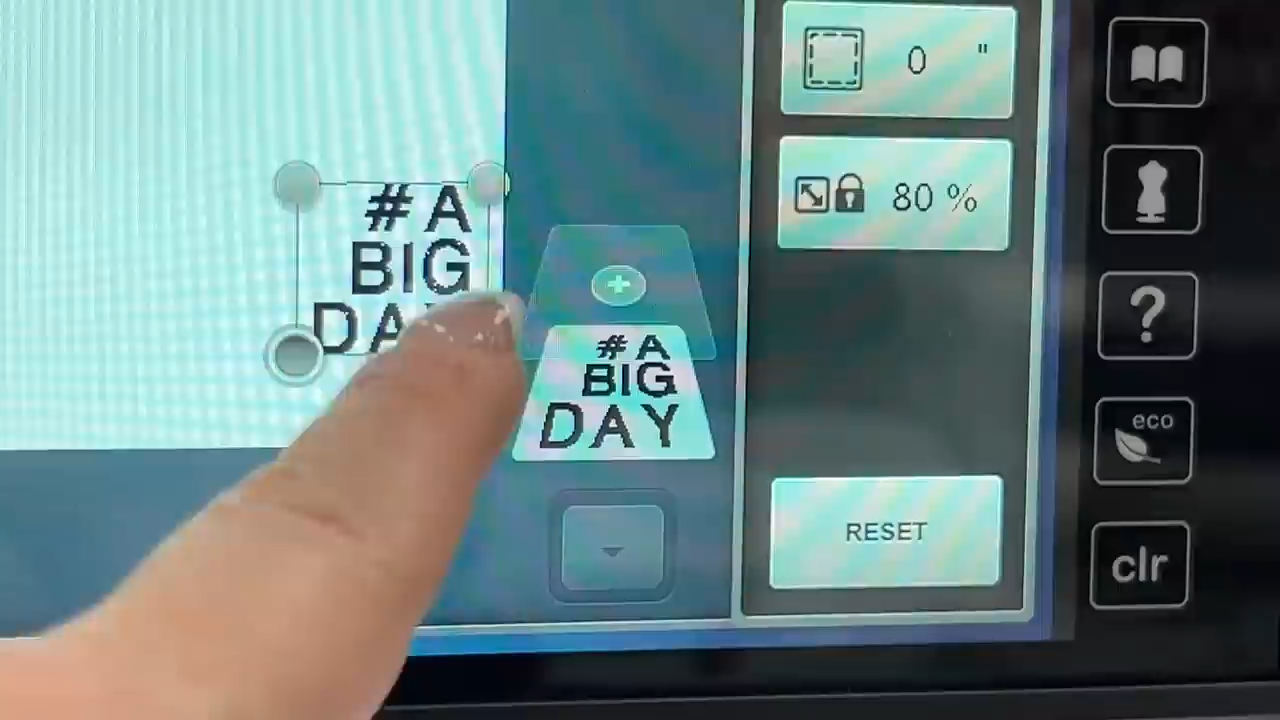 0 "
80 %
#A
BIG
DA
#A
BIG
DAY
RESET
?
eco
clr